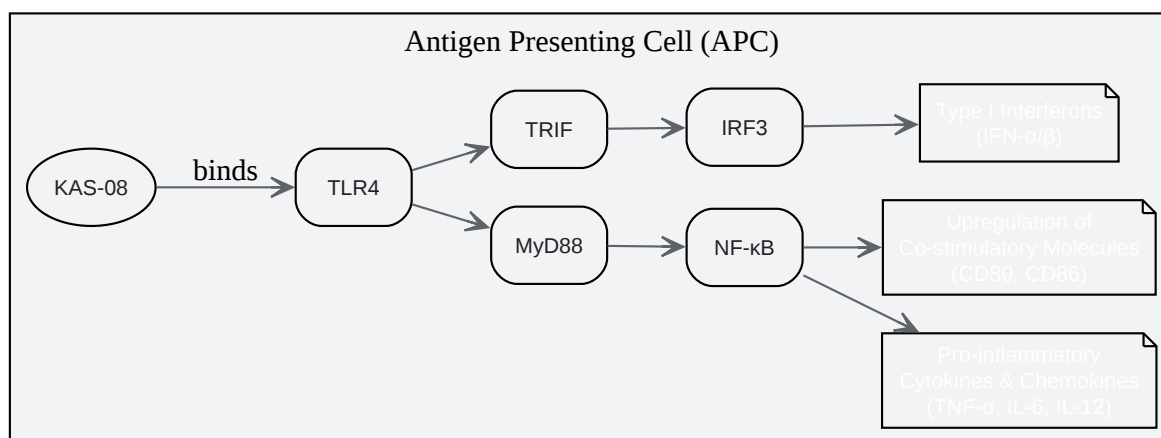 Antigen Presenting Cell (APC)
KAS-08
binds
TLR4
TRIF
IRF3
Type I Interferons
(IFN-α/β)
MyD88
NF-κB
Upregulation of
Co-stimulatory Molecules
(CD80, CD86)
Pro-inflammatory
Cytokines & Chemokines
(TNF-α, IL-6, IL-12)